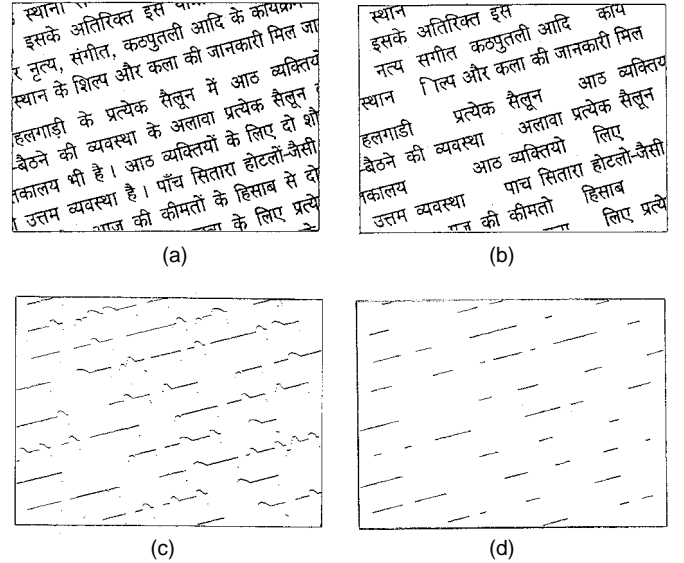 स्थानों
इसके अतिरिक्त इस
र नृत्य, संगीत, कठपुतली आदि के कार्यक्रम
स्थान के शिल्प और कला की जानकारी मिल जा
हलगाड़ी के प्रत्येक सैलून में आठ व्यक्तियों
-बैठने की व्यवस्था के अलावा प्रत्येक सैलून
कालय भी है। आठ व्यक्तियों के लिए दो शौ
उत्तम व्यवस्था है। पाँच सितारा होटलों-जैसी
की कीमतों के हिसाब से दो
के लिए प्रत्ये
(a)
स्थान
इसके अतिरिक्त इस
नत्य सगीत कठपुतली आदि काय
स्थान िल्प और कला की जानकारी मिल
हलगाडी प्रत्येक सैलून आठ व्यक्तिय
-बैठने की व्यवस्था अलावा प्रत्येक सैलून
कालय आठ व्यक्तियो लिए
उत्तम व्यवस्था पाच सितारा होटलो-जैसी
की कीमतो हिसाब
लिए प्रत्ये
(b)
(c)
(d)